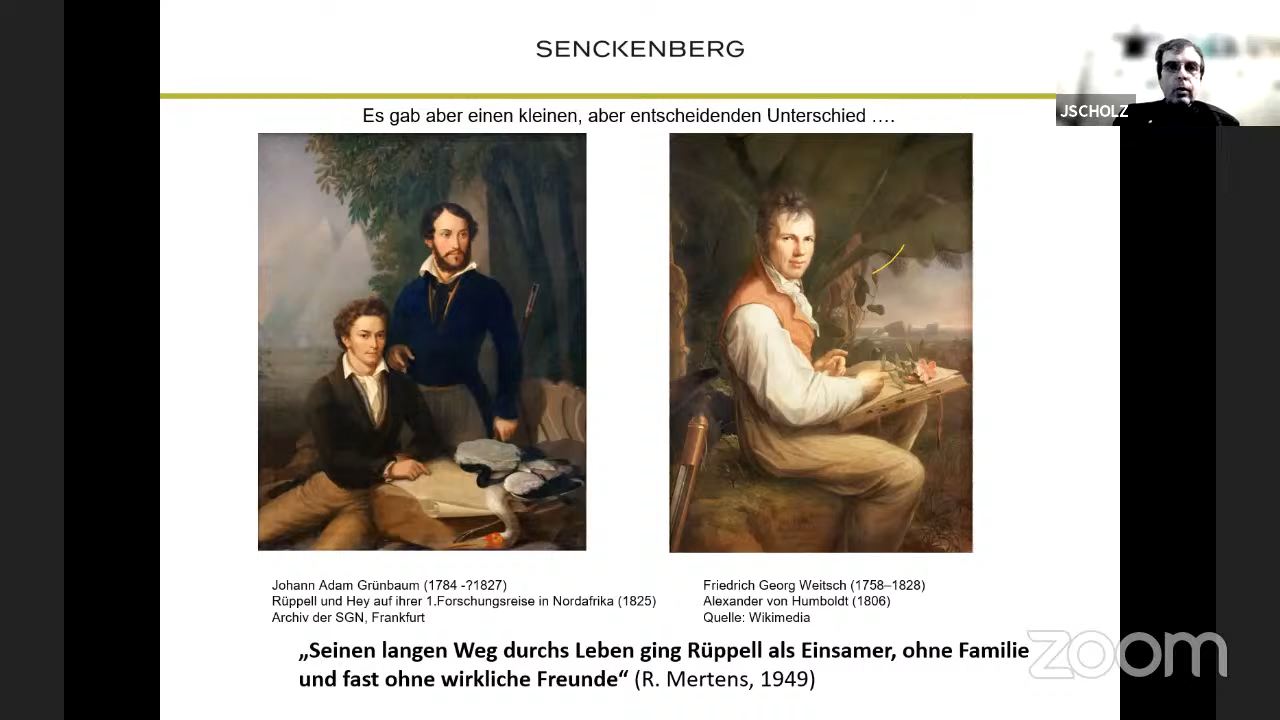 SENCKENBERG
JSCHOLZ
Es gab aber einen kleinen, aber entscheidenden Unterschied ….
Johann Adam Grünbaum (1784 -?1827)
Rüppell und Hey auf ihrer 1.Forschungsreise in Nordafrika (1825)
Archiv der SGN, Frankfurt
Friedrich Georg Weitsch (1758–1828)
Alexander von Humboldt (1806)
Quelle: Wikimedia
„Seinen langen Weg durchs Leben ging Rüppell als Einsamer, ohne Familie
und fast ohne wirkliche Freunde“ (R. Mertens, 1949)
zoom